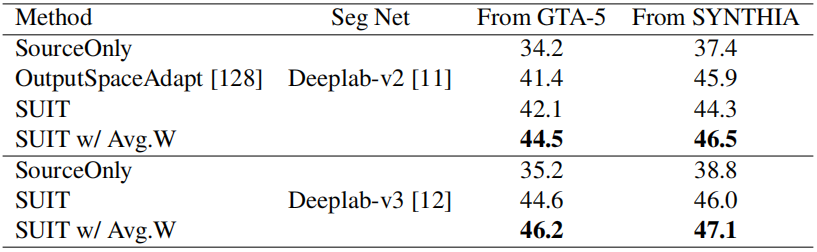 Method Seg Net From GTA-5 From SYNTHIA
SourceOnly 34.2 37.4
OutputSpaceAdapt [128] Deeplab-v2 [11] 41.4 45.9
SUIT 42.1 44.3
SUIT w/ Avg.W 44.5 46.5
SourceOnly 35.2 38.8
SUIT Deeplab-v3 [12] 44.6 46.0
SUIT w/ Avg.W 46.2 47.1